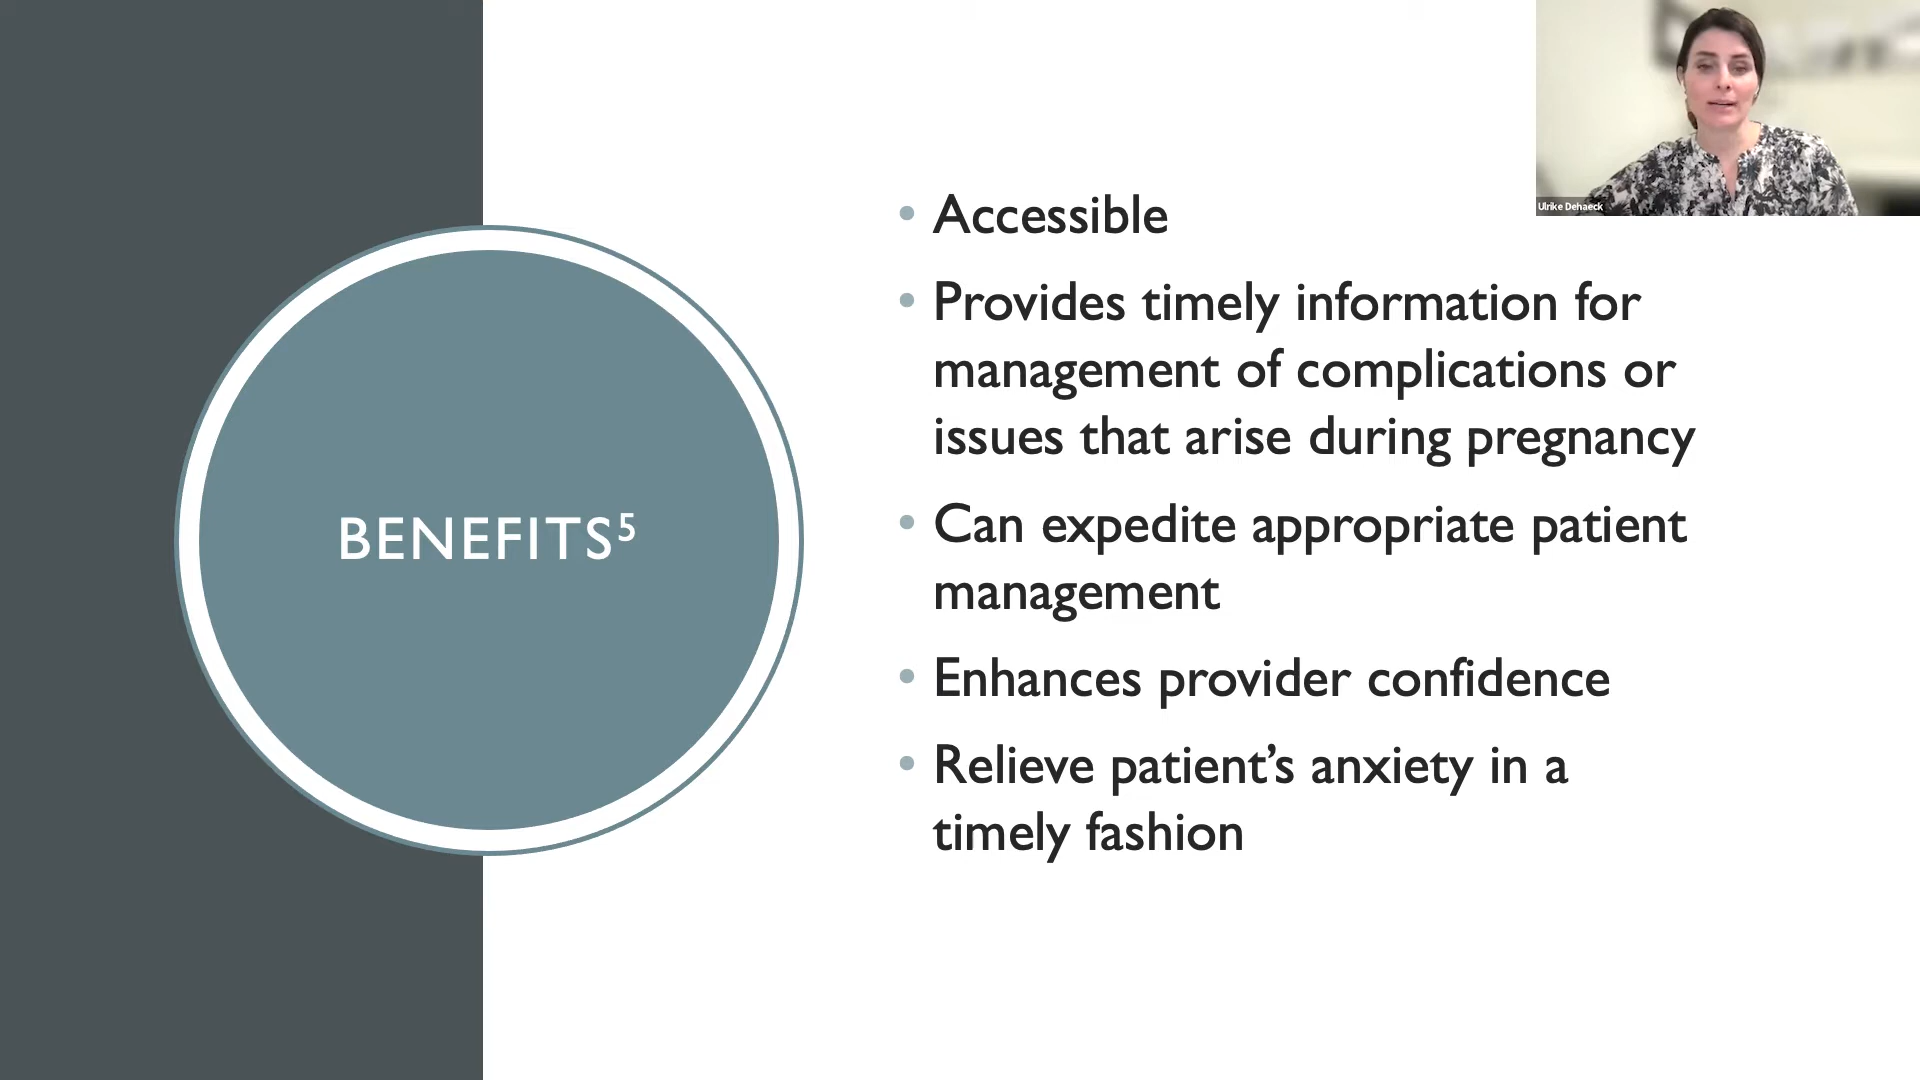 Ulrike Dehaeck
BENEFITS⁵
• Accessible
• Provides timely information for
management of complications or
issues that arise during pregnancy
• Can expedite appropriate patient
management
• Enhances provider confidence
• Relieve patient’s anxiety in a
timely fashion